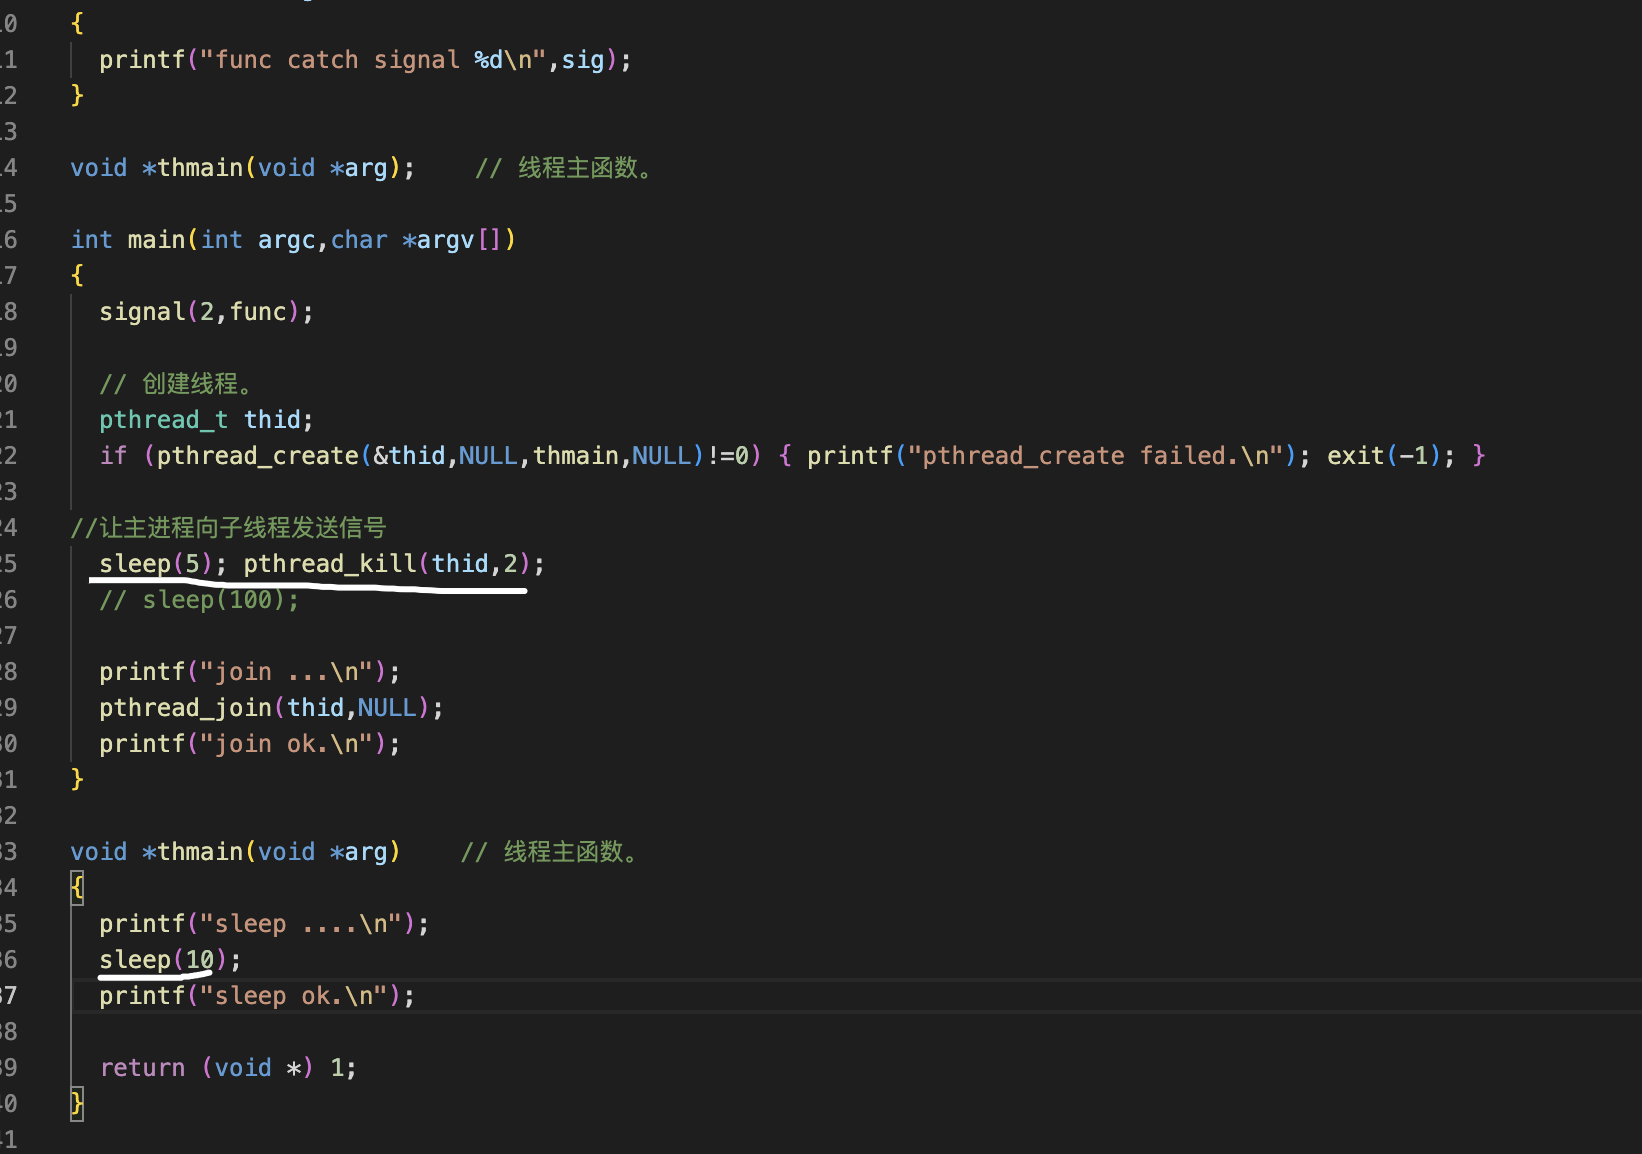 10 {
11 printf("func catch signal %d\n",sig);
12 }
13
14 void *thmain(void *arg);    // 线程主函数。
15
16 int main(int argc,char *argv[])
17 {
18 signal(2,func);
19
20 // 创建线程。
21 pthread_t thid;
22 if (pthread_create(&thid,NULL,thmain,NULL)!=0) { printf("pthread_create failed.\n"); exit(-1); }
23
24 //让主进程向子线程发送信号
25 sleep(5); pthread_kill(thid,2);
26 // sleep(100);
27
28 printf("join ...\n");
29 pthread_join(thid,NULL);
30 printf("join ok.\n");
31 }
32
33 void *thmain(void *arg)    // 线程主函数。
34 {
35 printf("sleep ....\n");
36 sleep(10);
37 printf("sleep ok.\n");
38
39 return (void *) 1;
40 }
41